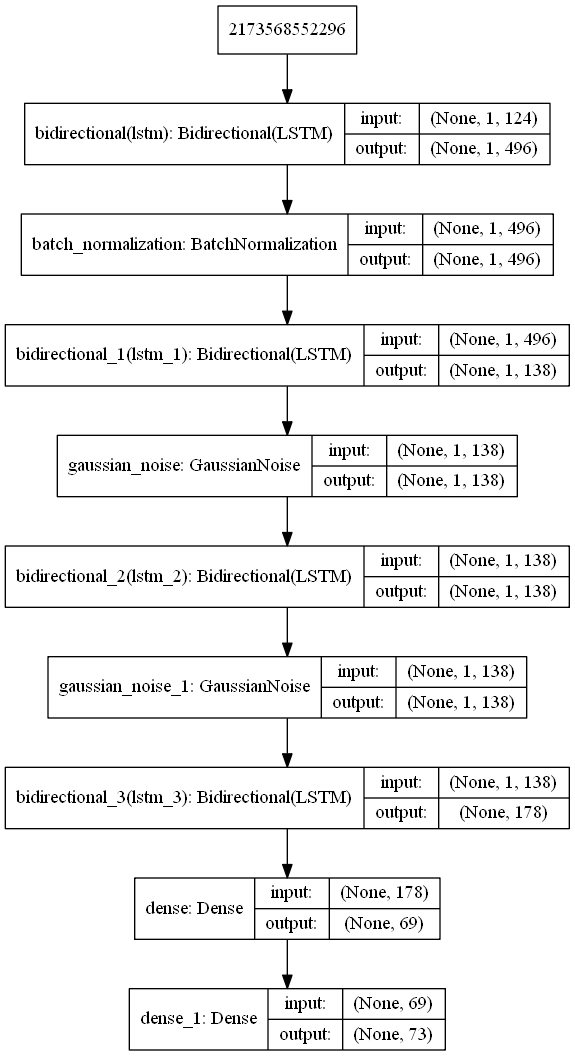 2173568552296
bidirectional(lstm): Bidirectional(LSTM)
input: (None, 1, 124)
output: (None, 1, 496)
batch_normalization: BatchNormalization
input: (None, 1, 496)
output: (None, 1, 496)
bidirectional_1(lstm_1): Bidirectional(LSTM)
input: (None, 1, 496)
output: (None, 1, 138)
gaussian_noise: GaussianNoise
input: (None, 1, 138)
output: (None, 1, 138)
bidirectional_2(lstm_2): Bidirectional(LSTM)
input: (None, 1, 138)
output: (None, 1, 138)
gaussian_noise_1: GaussianNoise
input: (None, 1, 138)
output: (None, 1, 138)
bidirectional_3(lstm_3): Bidirectional(LSTM)
input: (None, 1, 138)
output: (None, 178)
dense: Dense
input: (None, 178)
output: (None, 69)
dense_1: Dense
input: (None, 69)
output: (None, 73)